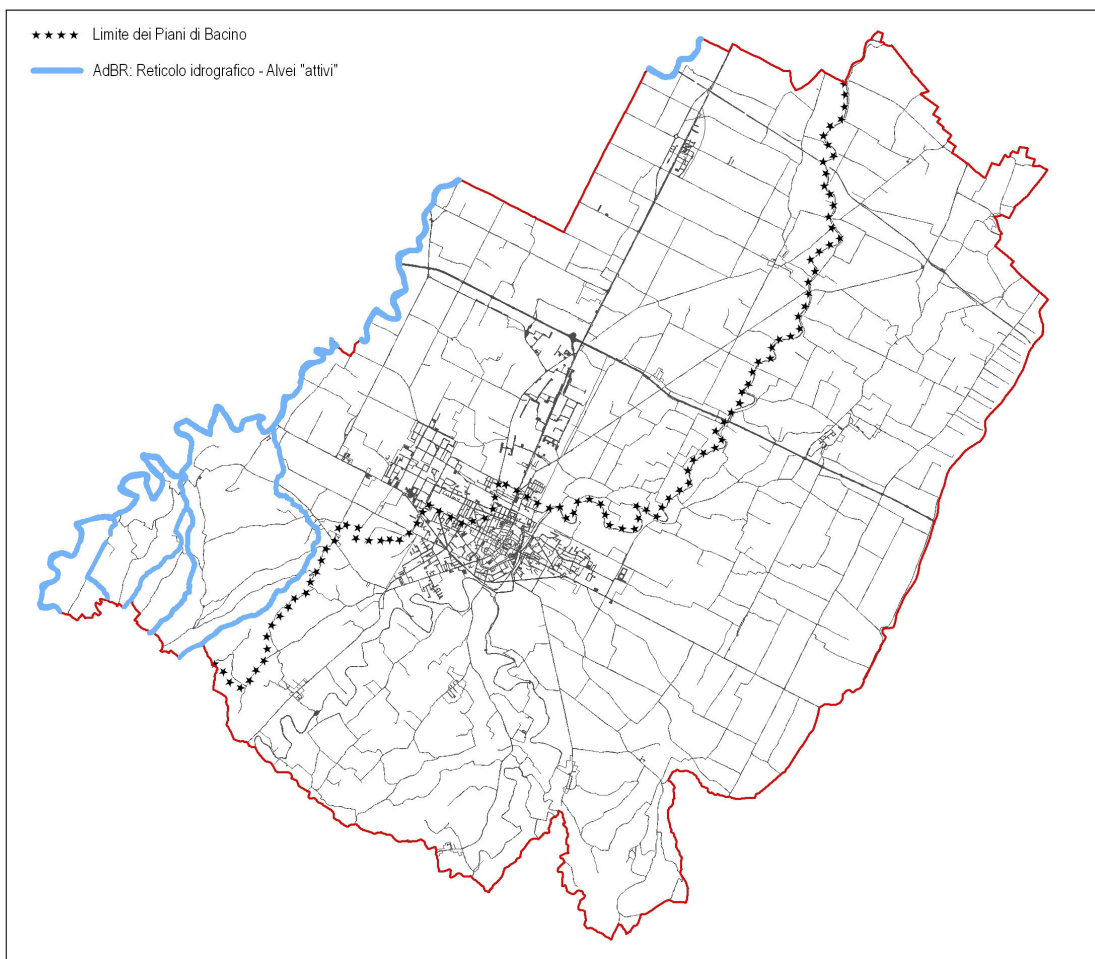 Limite dei Piani di Bacino
AdBR: Reticolo idrografico - Alvei "attivi"